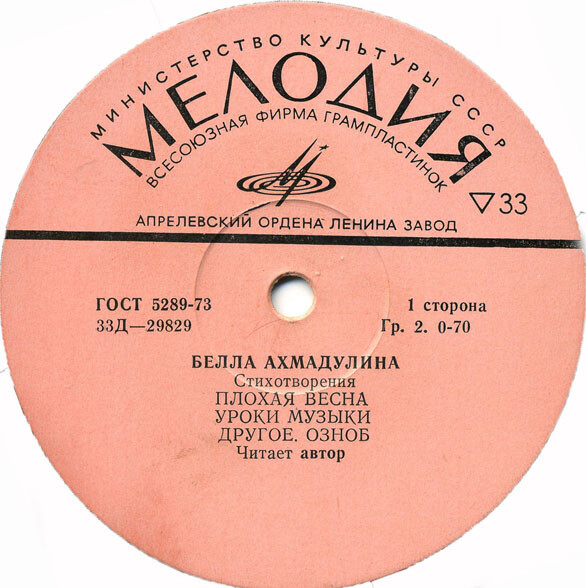 МИНИСТЕРСТВО КУЛЬТУРЫ СССР
МЕЛОДИЯ
ВСЕСОЮЗНАЯ ФИРМА ГРАМПЛАСТИНОК
▽33
АПРЕЛЕВСКИЙ ОРДЕНА ЛЕНИНА ЗАВОД
ГОСТ 5289-73
1 сторона
33Д—29829
Гр. 2. 0-70
БЕЛЛА АХМАДУЛИНА
Стихотворения
ПЛОХАЯ ВЕСНА
УРОКИ МУЗЫКИ
ДРУГОЕ. ОЗНОБ
Читает автор